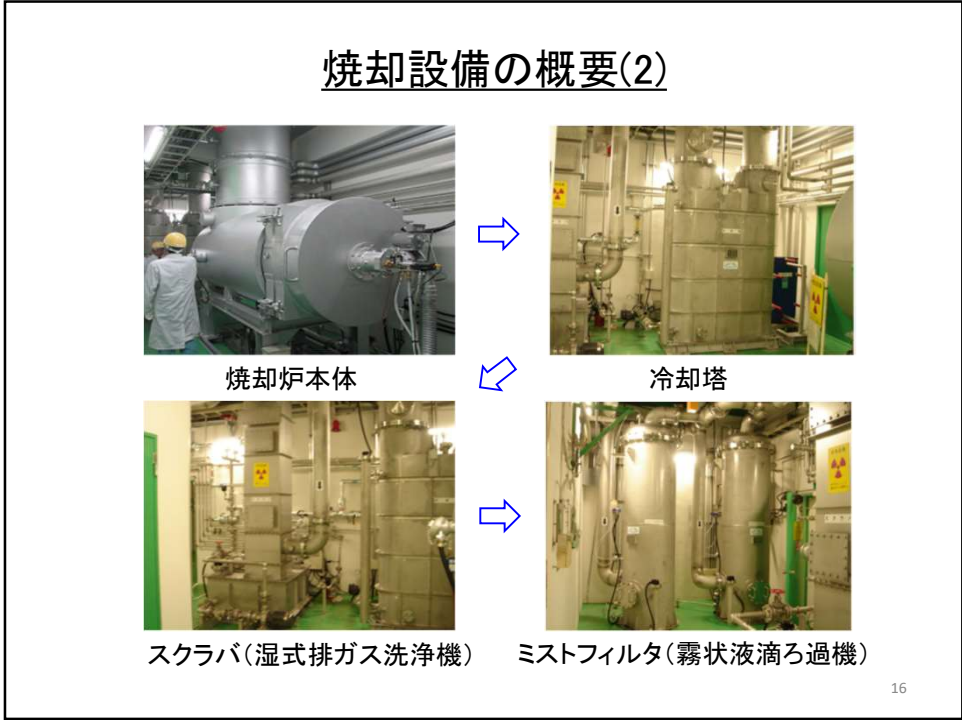 焼却設備の概要(2)
焼却炉本体
冷却塔
スクラバ(湿式排ガス洗浄機)
ミストフィルタ(霧状液滴ろ過機)
16